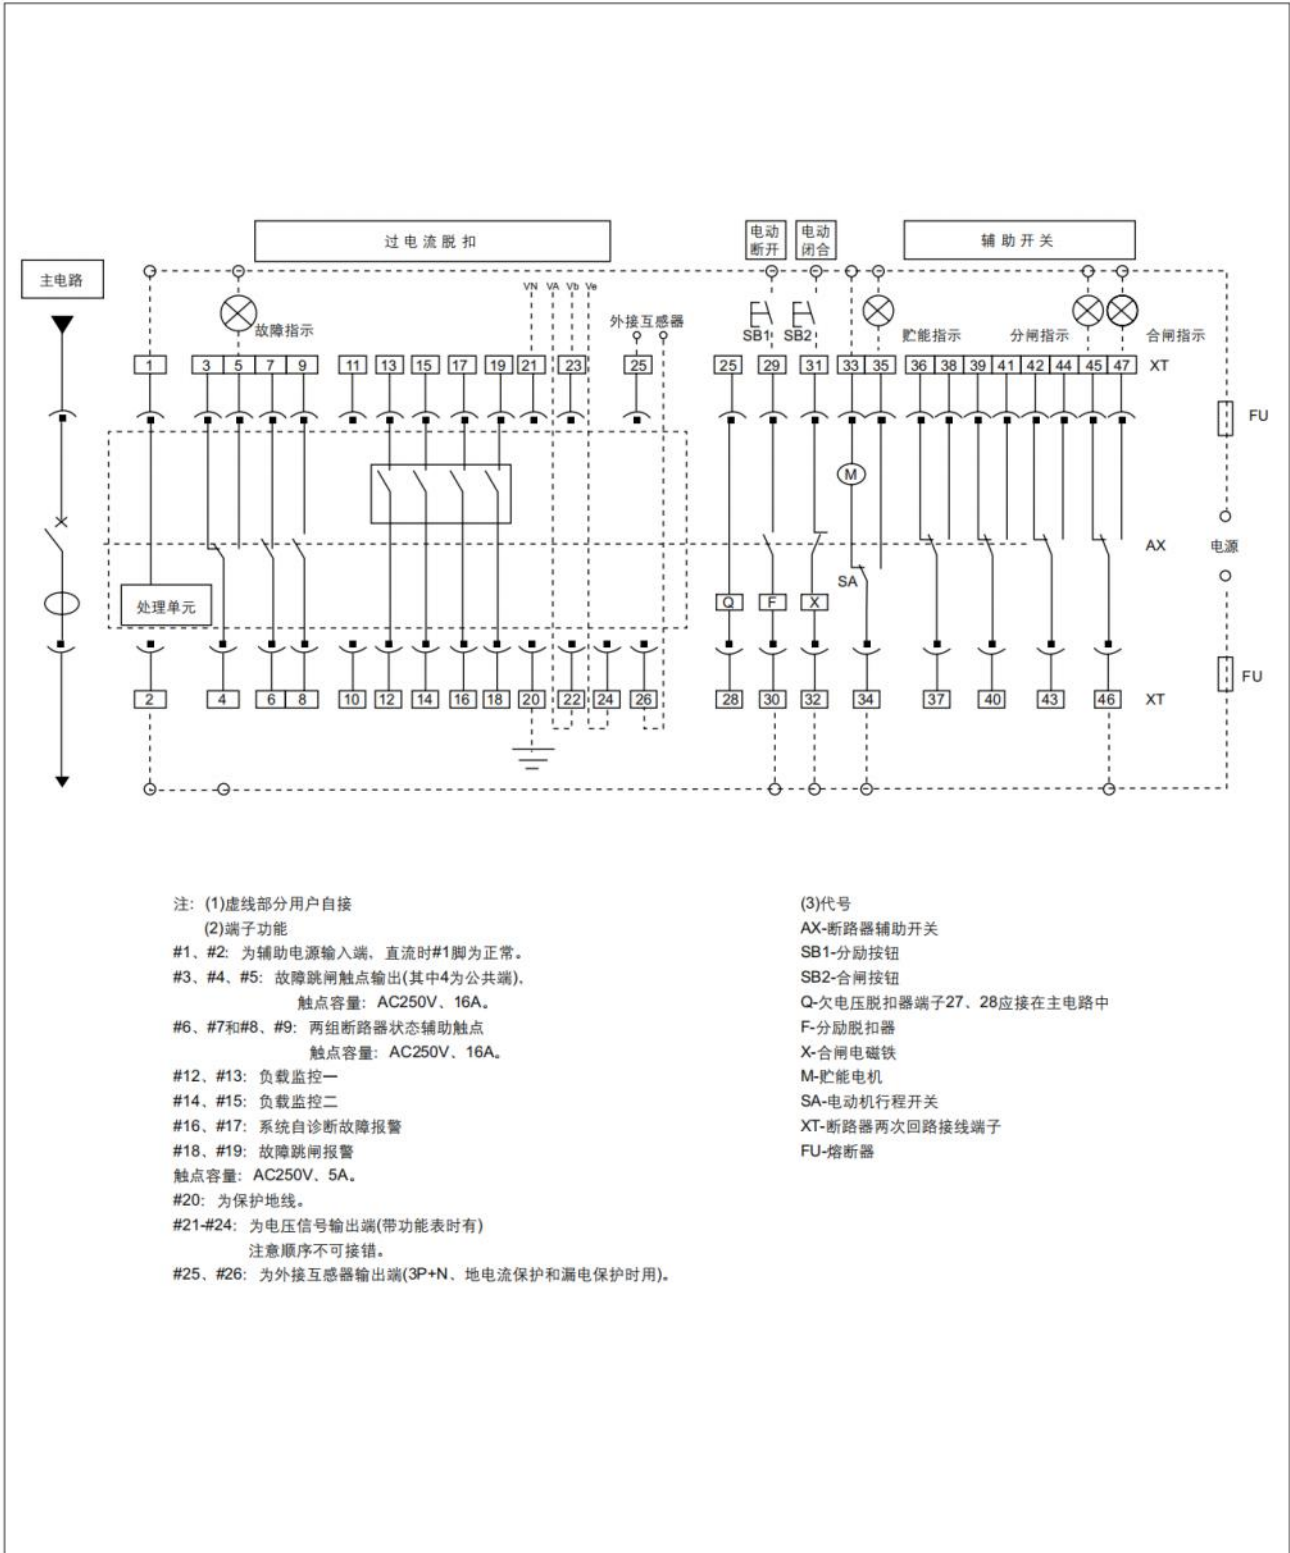 过电流脱扣
电动
断开
电动
闭合
辅助开关
主电路
VN VA Vb Ve
外接互感器
故障指示
SB1
SB2
贮能指示
分闸指示
合闸指示
1 3 5 7 9 11 13 15 17 19 21 23 25 25 29 31 33 35 36 38 39 41 42 44 45 47 XT
FU
M
AX
电源
SA
处理单元
Q F X
FU
2 4 6 8 10 12 14 16 18 20 22 24 26 28 30 32 34 37 40 43 46 XT
注: (1)虚线部分用户自接
(2)端子功能
#1、#2: 为辅助电源输入端、直流时#1脚为正常。
#3、#4、#5: 故障跳闸触点输出(其中4为公共端)、
触点容量: AC250V、16A。
#6、#7和#8、#9: 两组断路器状态辅助触点
触点容量: AC250V、16A。
#12、#13: 负载监控一
#14、#15: 负载监控二
#16、#17: 系统自诊断故障报警
#18、#19: 故障跳闸报警
触点容量: AC250V、5A。
#20: 为保护地线。
#21-#24: 为电压信号输出端(带功能表时有)
注意顺序不可接错。
#25、#26: 为外接互感器输出端(3P+N、地电流保护和漏电保护时用)。
(3)代号
AX-断路器辅助开关
SB1-分励按钮
SB2-合闸按钮
Q-欠电压脱扣器端子27、28应接在主电路中
F-分励脱扣器
X-合闸电磁铁
M-贮能电机
SA-电动机行程开关
XT-断路器两次回路接线端子
FU-熔断器